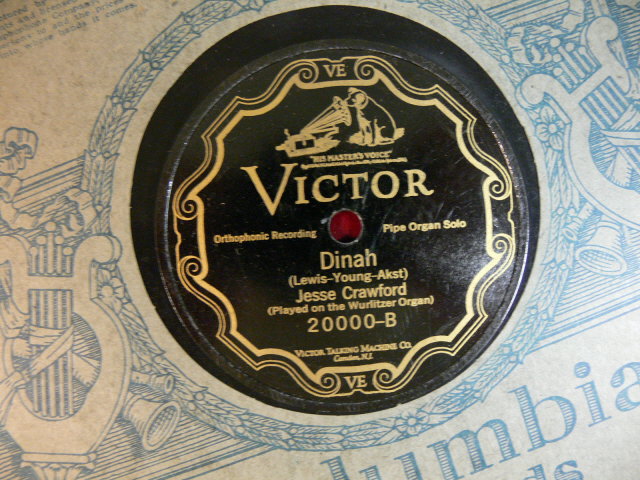 VE
"HIS MASTER'S VOICE"
VICTOR
Orthophonic Recording
Pipe Organ Solo
Dinah
(Lewis-Young-Akst)
Jesse Crawford
(Played on the Wurlitzer Organ)
20000-B
VICTOR TALKING MACHINE CO.
Camden, N.J.
VE
lumbia
ds